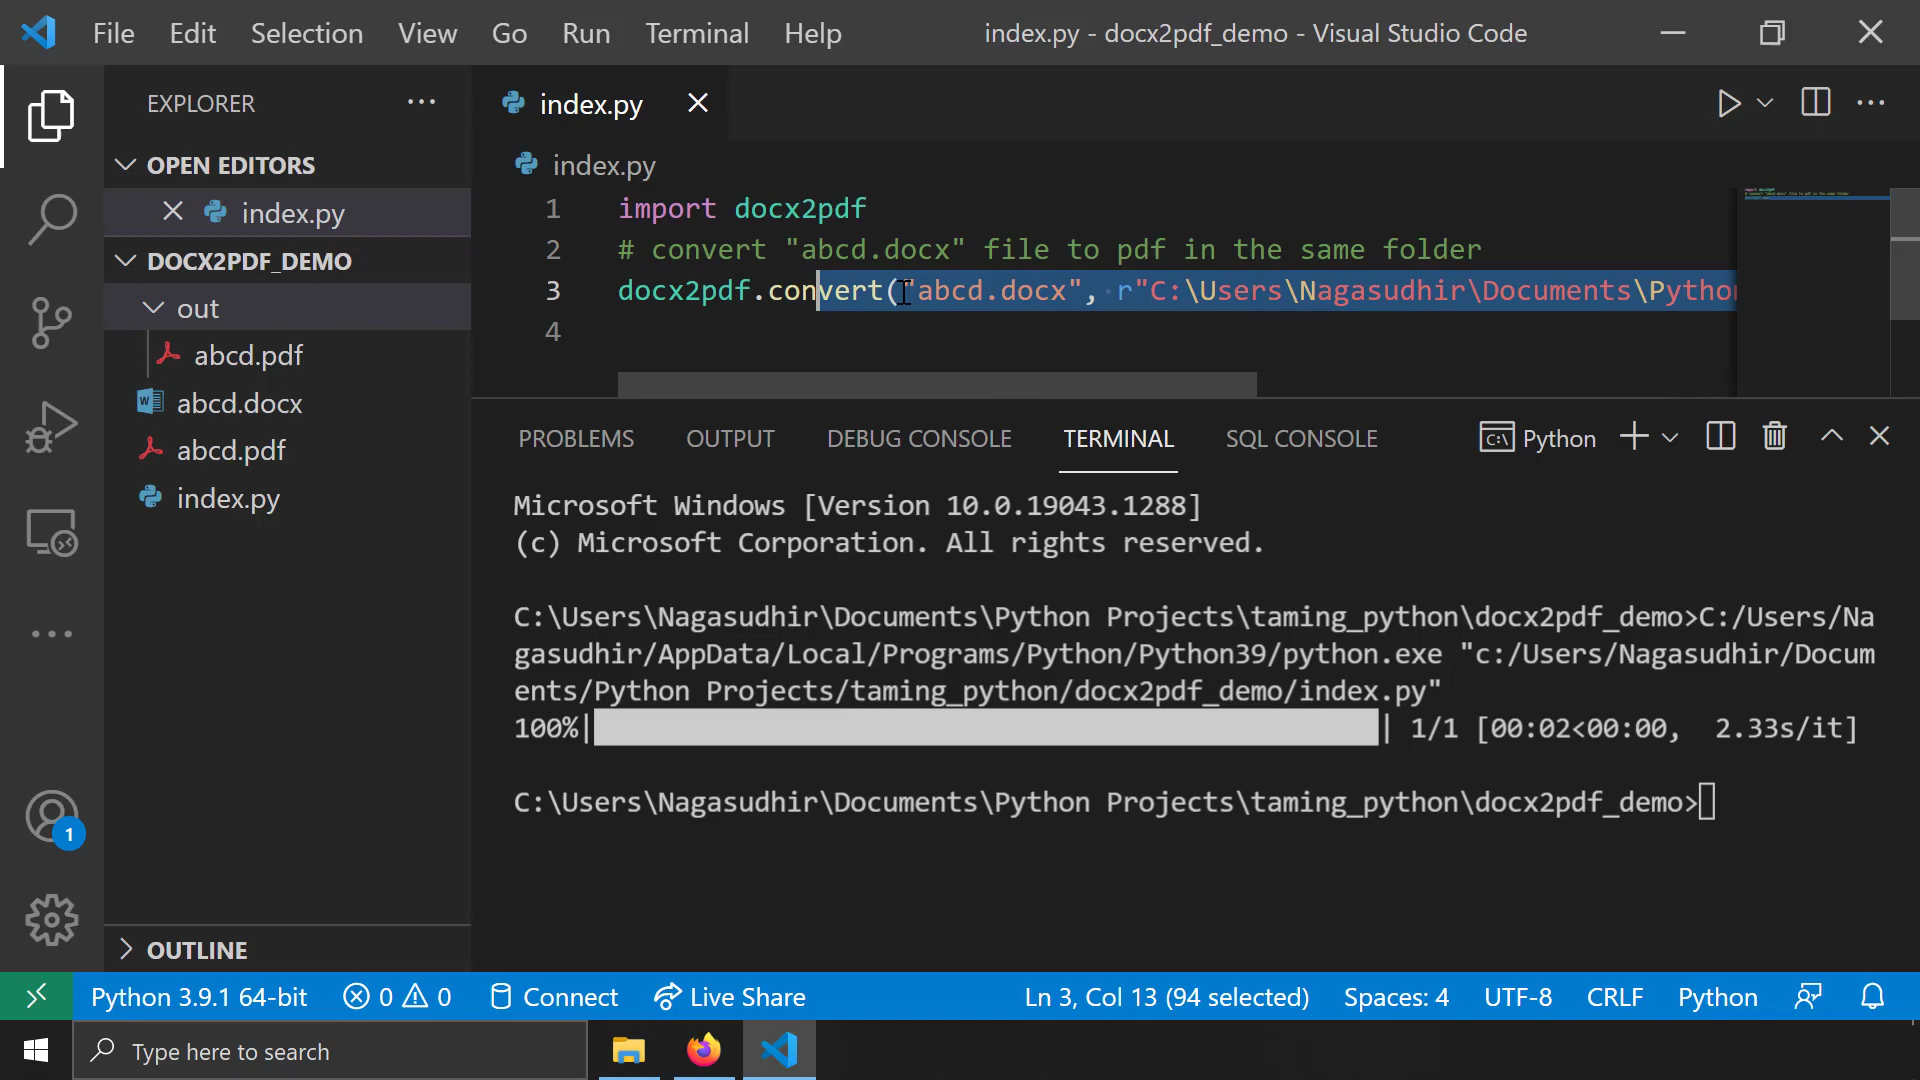 File Edit Selection View Go Run Terminal Help
index.py - docx2pdf_demo - Visual Studio Code
EXPLORER
OPEN EDITORS
index.py
DOCX2PDF_DEMO
out
abcd.pdf
abcd.docx
abcd.pdf
index.py
OUTLINE
index.py
index.py
1 import docx2pdf
2 # convert "abcd.docx" file to pdf in the same folder
3 docx2pdf.convert("abcd.docx", r"C:\Users\Nagasudhir\Documents\Python
4
PROBLEMS OUTPUT DEBUG CONSOLE TERMINAL SQL CONSOLE
Python
Microsoft Windows [Version 10.0.19043.1288]
(c) Microsoft Corporation. All rights reserved.
C:\Users\Nagasudhir\Documents\Python Projects\taming_python\docx2pdf_demo>C:/Users/Na
gasudhir/AppData/Local/Programs/Python/Python39/python.exe "c:/Users/Nagasudhir/Docum
ents/Python Projects/taming_python/docx2pdf_demo/index.py"
100%| | 1/1 [00:02<00:00, 2.33s/it]
C:\Users\Nagasudhir\Documents\Python Projects\taming_python\docx2pdf_demo>
1
Python 3.9.1 64-bit 0 0 Connect Live Share Ln 3, Col 13 (94 selected) Spaces: 4 UTF-8 CRLF Python
Type here to search